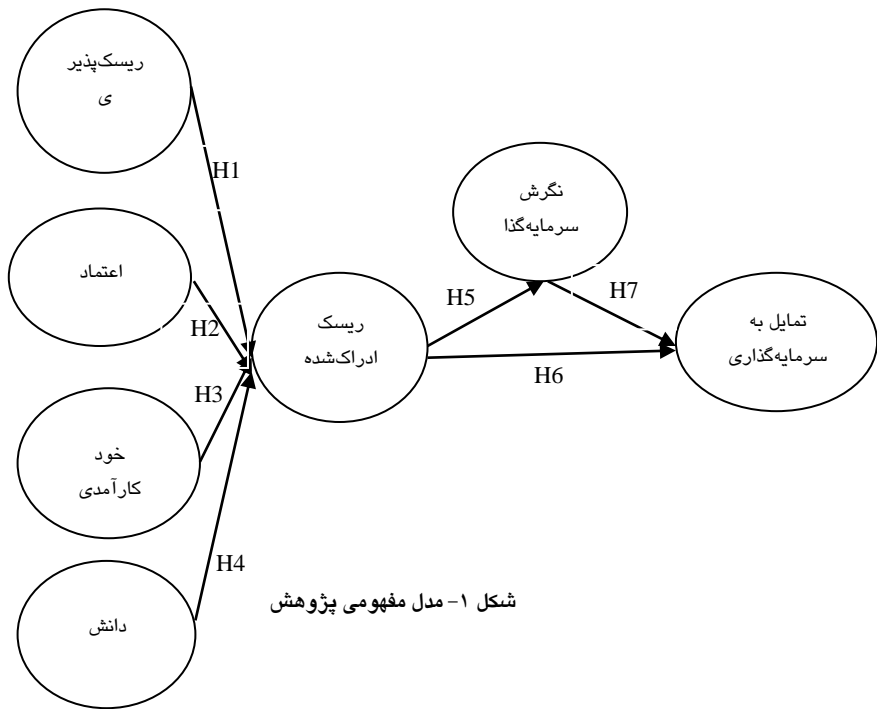 ریسک‌پذیر
ی
H1
نگرش
سرمایه‌گذا
اعتماد
H2
ریسک
ادراک‌شده
H5
H7
تمایل به
سرمایه‌گذاری
H6
H3
خود
کارآمدی
H4
دانش
شکل ۱- مدل مفهومی پژوهش